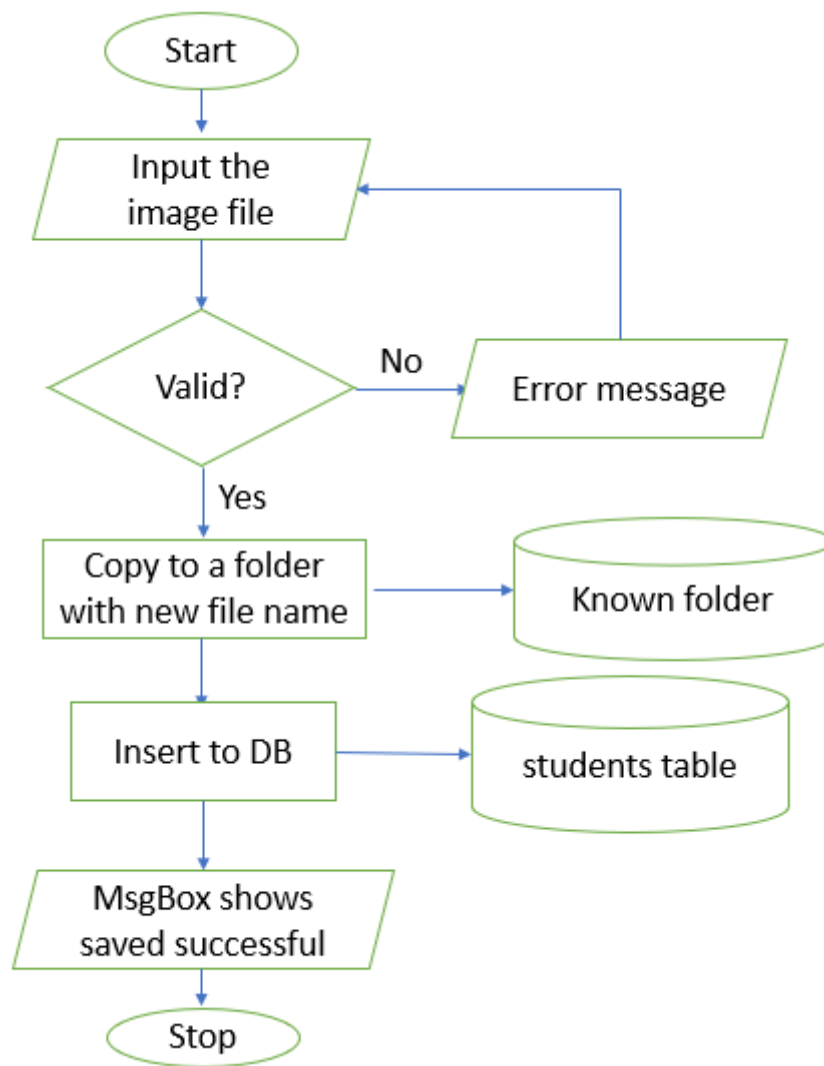 Start
Input the
image file
Valid?
No
Error message
Yes
Copy to a folder
with new file name
Known folder
Insert to DB
students table
MsgBox shows
saved successful
Stop